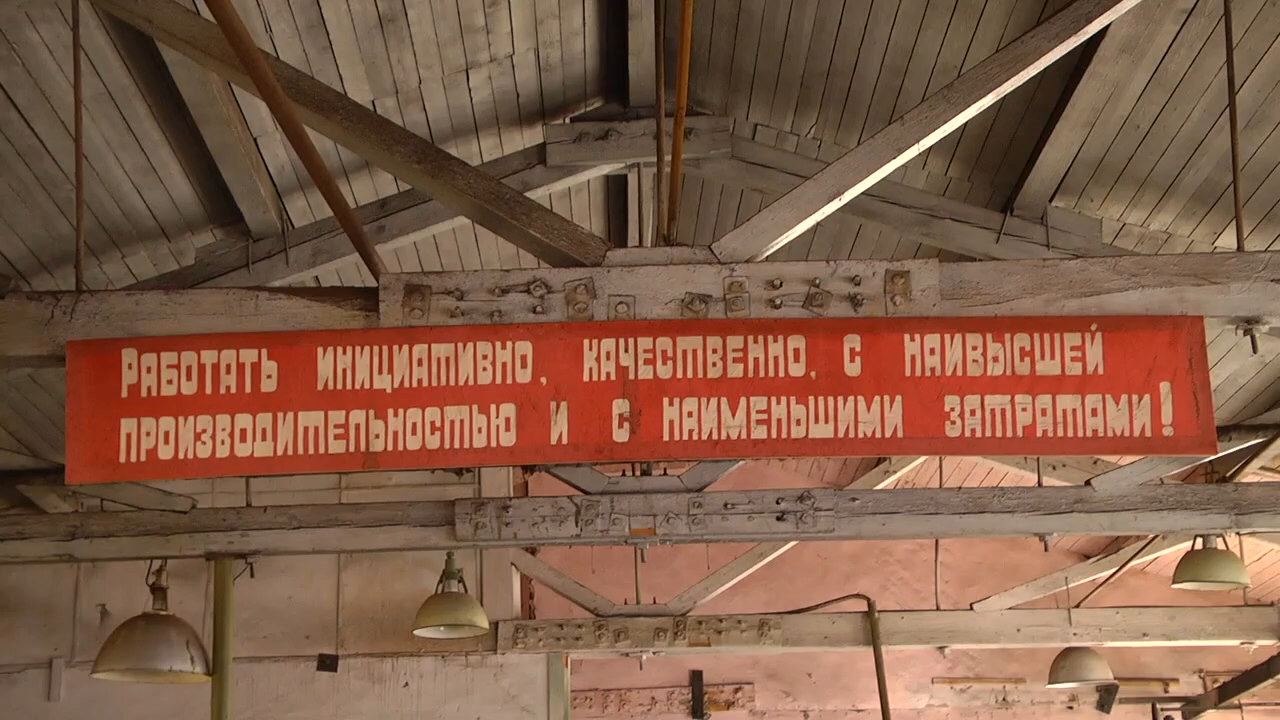 Работать инициативно, качественно, с наивысшей
производительностью и с наименьшими затратами!